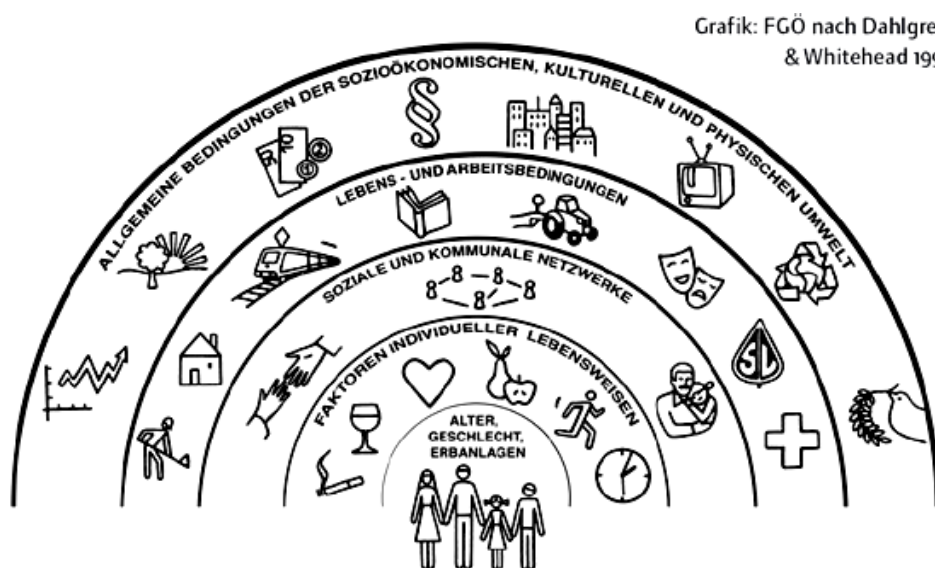 Grafik: FGÖ nach Dahlgre
& Whitehead 199
ALLGEMEINE BEDINGUNGEN DER SOZIOÖKONOMISCHEN, KULTURELLEN UND PHYSISCHEN UMWELT
LEBENS- UND ARBEITSBEDINGUNGEN
SOZIALE UND KOMMUNALE NETZWERKE
FAKTOREN INDIVIDUELLER LEBENSWEISEN
ALTER,
GESCHLECHT,
ERBANLAGEN